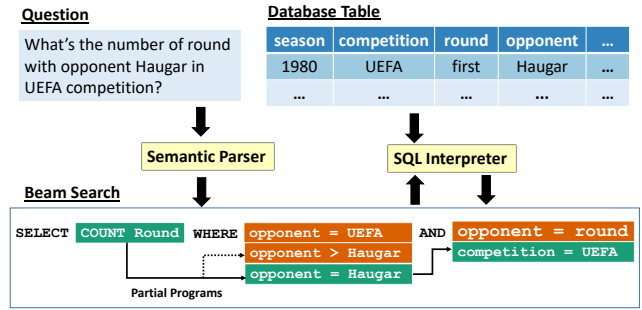 Question
What's the number of round
with opponent Haugar in
UEFA competition?
Database Table
season competition round opponent ...
1980 UEFA first Haugar ...
... ... ... ... ...
Semantic Parser
SQL Interpreter
Beam Search
SELECT COUNT Round WHERE opponent = UEFA AND opponent = round
opponent > Haugar competition = UEFA
opponent = Haugar
Partial Programs